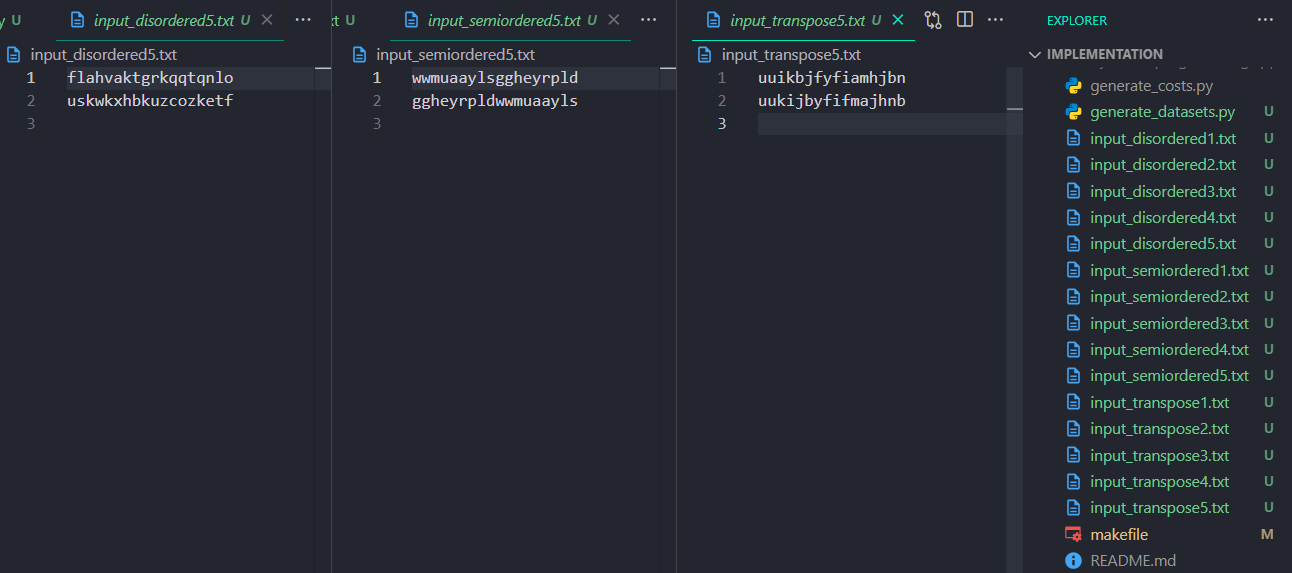 y U
input_disordered5.txt U
input_disordered5.txt
1 flahvaktgrkqqtqnlo
2 uskwkxhbkuzcozketf
3
xt U
input_semiordered5.txt U
input_semiordered5.txt
1 wwmuaaylsggheyrpld
2 ggheyrpldwwmuaayls
3
input_transpose5.txt U
input_transpose5.txt
1 uuikbjfyfiamhjbn
2 uukijbyfifmajhnb
3
EXPLORER
IMPLEMENTATION
generate_costs.py
generate_datasets.py U
input_disordered1.txt U
input_disordered2.txt U
input_disordered3.txt U
input_disordered4.txt U
input_disordered5.txt U
input_semiordered1.txt U
input_semiordered2.txt U
input_semiordered3.txt U
input_semiordered4.txt U
input_semiordered5.txt U
input_transpose1.txt U
input_transpose2.txt U
input_transpose3.txt U
input_transpose4.txt U
input_transpose5.txt U
makefile M
README.md